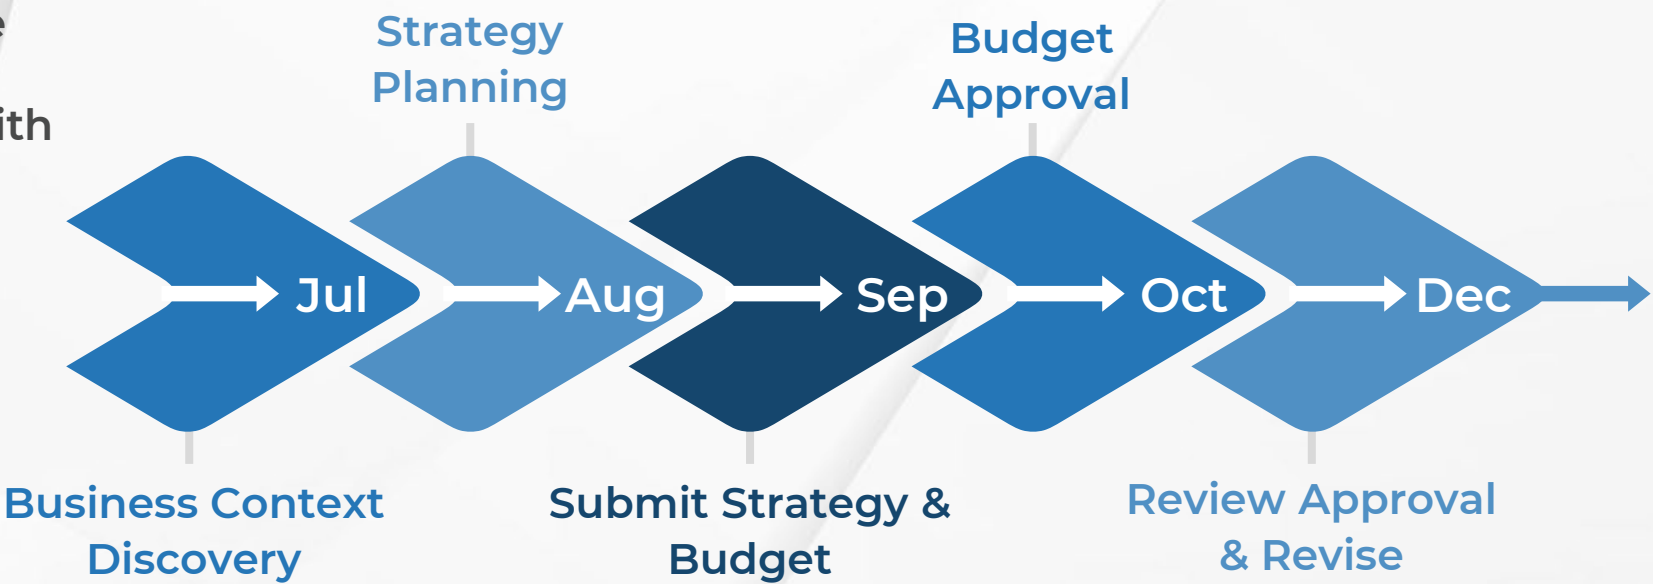 Strategy
Planning
Budget
Approval
Jul
Aug
Sep
Oct
Dec
Business Context
Discovery
Submit Strategy &
Budget
Review Approval
& Revise